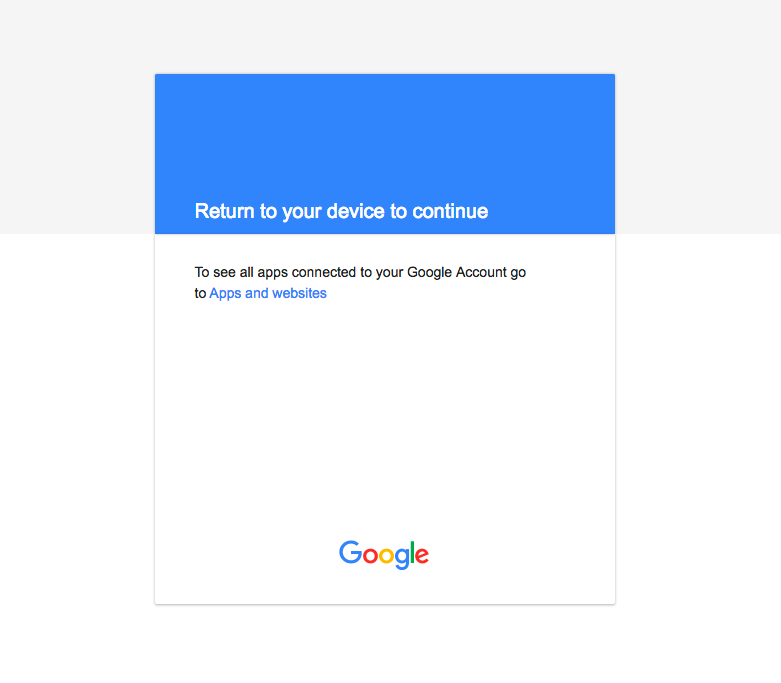 Return to your device to continue
To see all apps connected to your Google Account go
to Apps and websites
Google